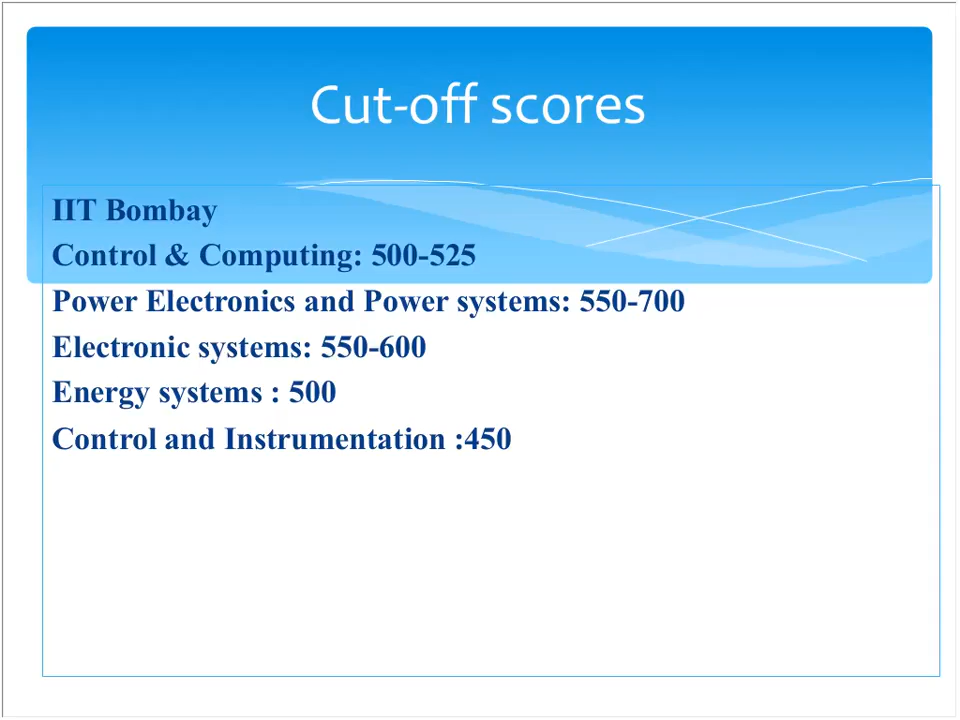 Cut-off scores
IIT Bombay
Control & Computing: 500-525
Power Electronics and Power systems: 550-700
Electronic systems: 550-600
Energy systems : 500
Control and Instrumentation :450